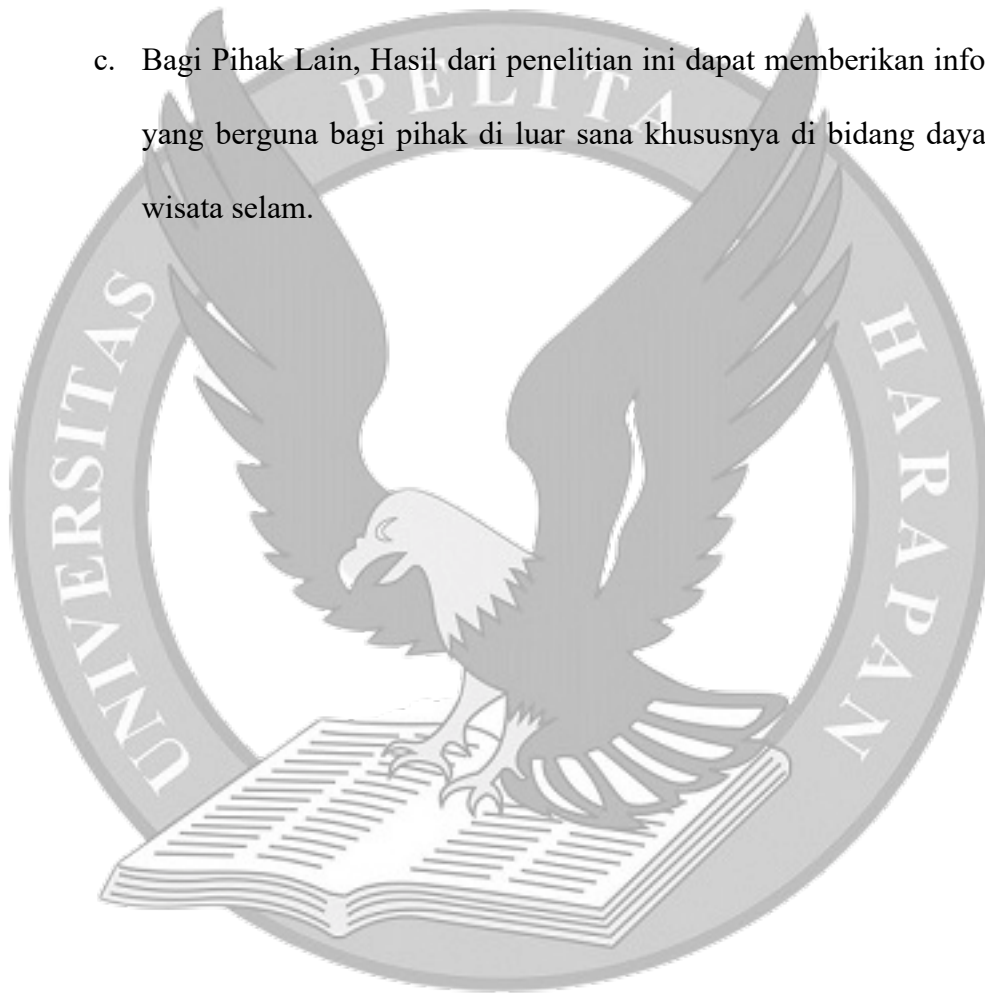 c. Bagi Pihak Lain, Hasil dari penelitian ini dapat memberikan info
yang berguna bagi pihak di luar sana khususnya di bidang daya
wisata selam.
UNIVERSITAS
PELITA
HARAPAN